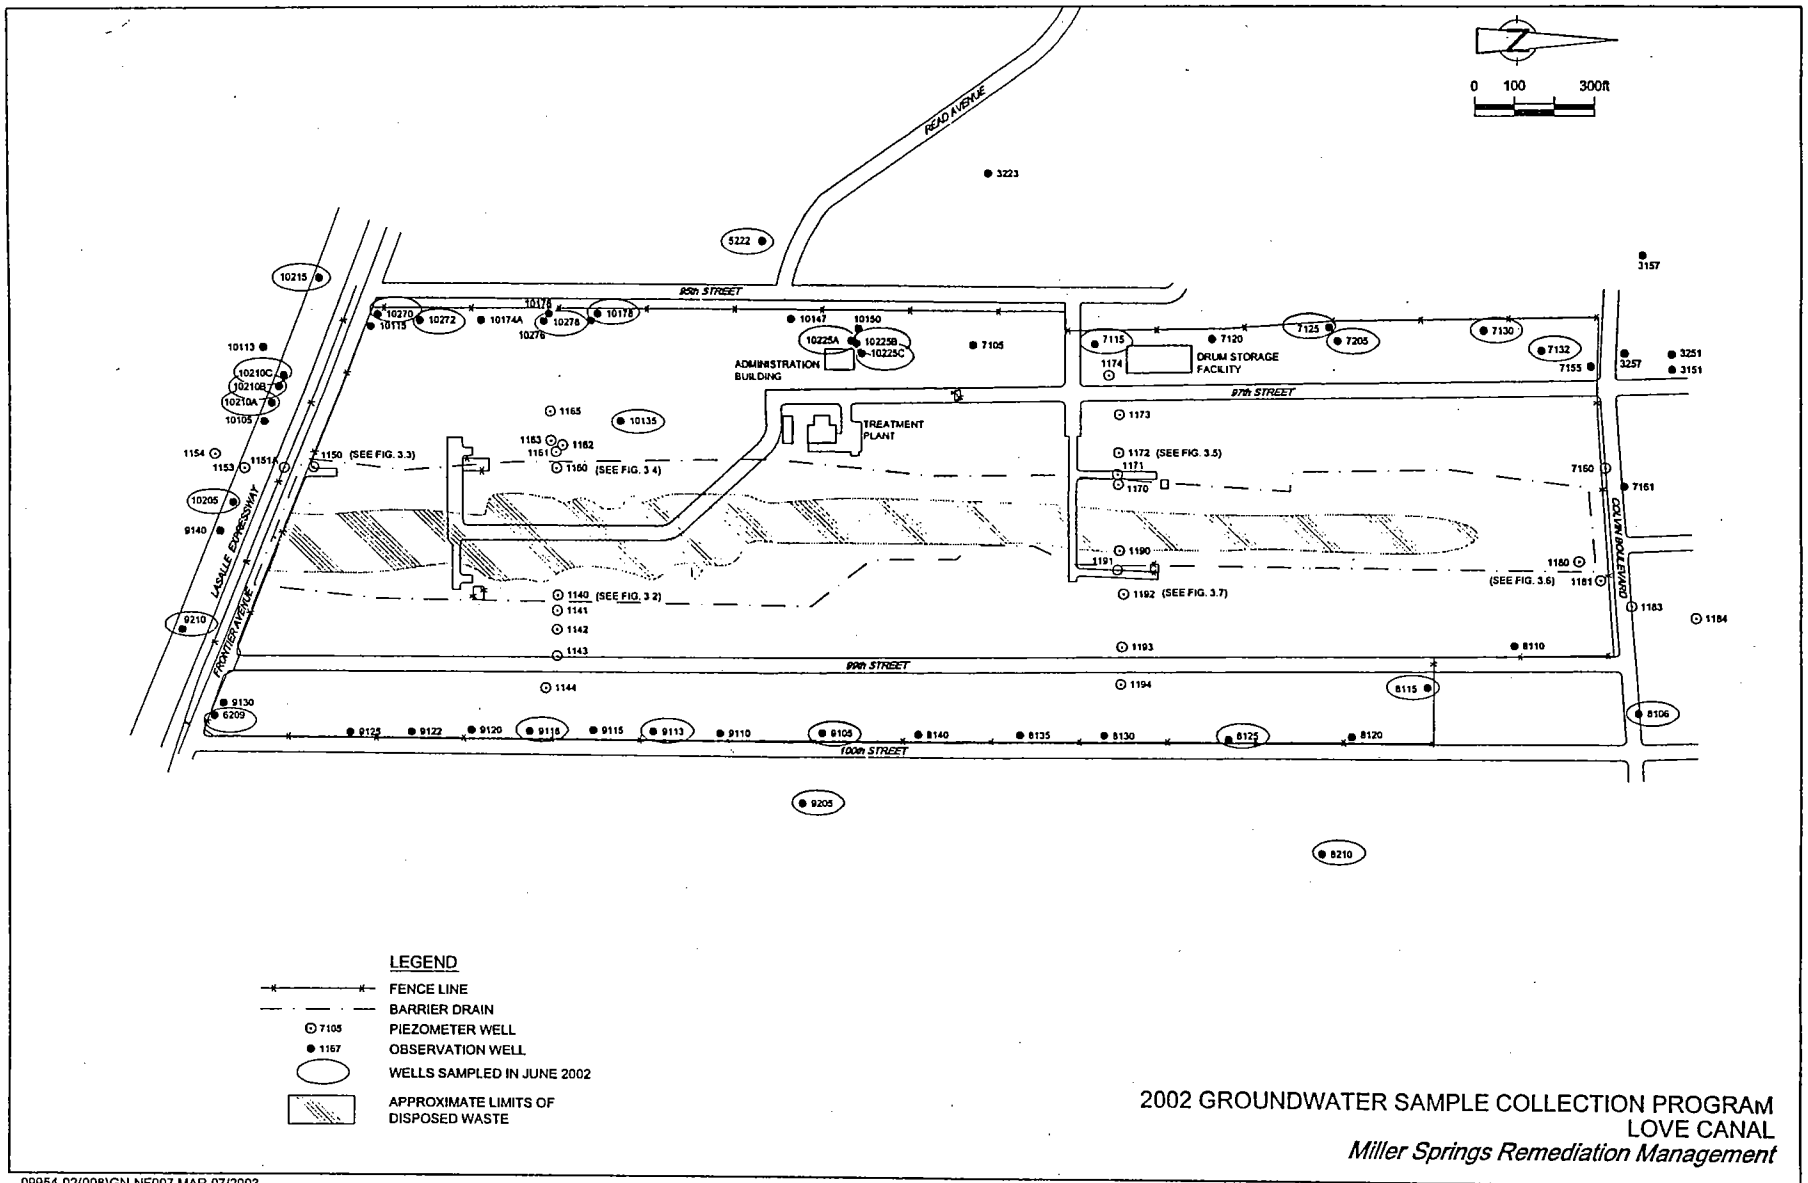 Z
0 100 300ft
READ AVENUE
3223
5222
3157
10215
95th STREET
10270
10115
10272
10174A
10178
10276
10278
10178
10147
10150
10225A
10225B
10225C
7105
7115
1174
7120
7125
7205
7130
7132
7155
3257
3251
3151
10113
10210C
10210B
10210A
10105
ADMINISTRATION
BUILDING
DRUM STORAGE
FACILITY
97th STREET
1165
10135
1163
1162
1161
1160 (SEE FIG. 3 4)
TREATMENT
PLANT
1173
1172 (SEE FIG. 3.5)
1171
1170
1154
1153
1151A
1150 (SEE FIG. 3.3)
7160
7161
10205
9140
LASALLE EXPRESSWAY
FRONTIER AVENUE
COLVIN BOULEVARD
1190
1191
1192 (SEE FIG. 3.7)
1180
(SEE FIG. 3.6) 1181
1183
1184
1140 (SEE FIG. 3 2)
1141
1142
1143
9210
1193
8110
99th STREET
1144
1194
8115
8106
9130
6209
9125
9122
9120
9118
9115
9113
9110
9105
8140
8135
8130
8125
8120
100th STREET
9205
8210
LEGEND
FENCE LINE
BARRIER DRAIN
7105 PIEZOMETER WELL
1167 OBSERVATION WELL
WELLS SAMPLED IN JUNE 2002
APPROXIMATE LIMITS OF
DISPOSED WASTE
2002 GROUNDWATER SAMPLE COLLECTION PROGRAM
LOVE CANAL
Miller Springs Remediation Management